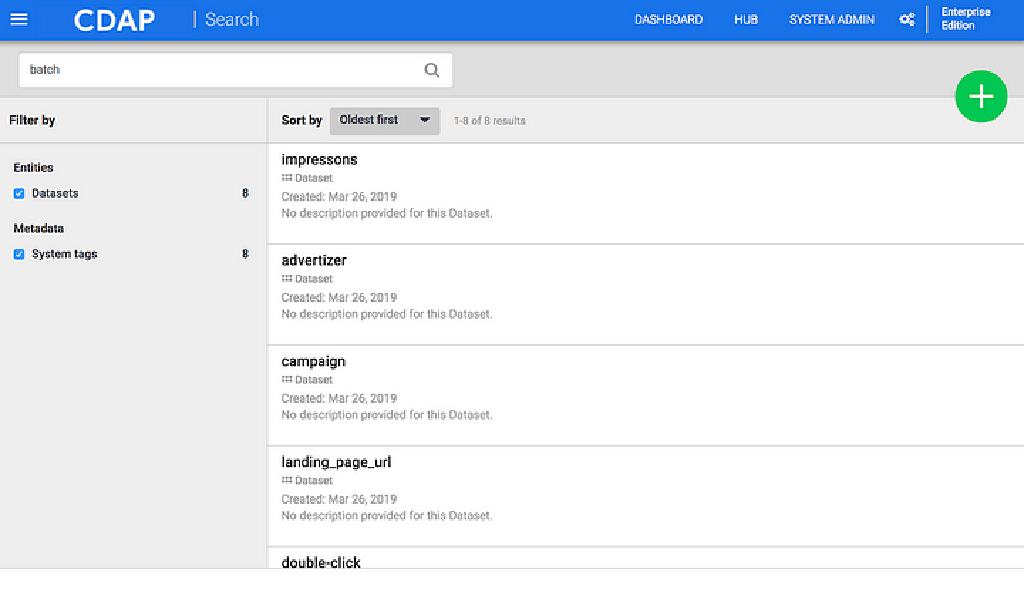 CDAP | Search DASHBOARD HUB SYSTEM ADMIN Enterprise Edition
batch
Filter by
Sort by Oldest first 1-8 of 8 results
Entities
Datasets 8
Metadata
System tags 8
impressons
Dataset
Created: Mar 26, 2019
No description provided for this Dataset.
advertizer
Dataset
Created: Mar 26, 2019
No description provided for this Dataset.
campaign
Dataset
Created: Mar 26, 2019
No description provided for this Dataset.
landing_page_url
Dataset
Created: Mar 26, 2019
No description provided for this Dataset.
double-click